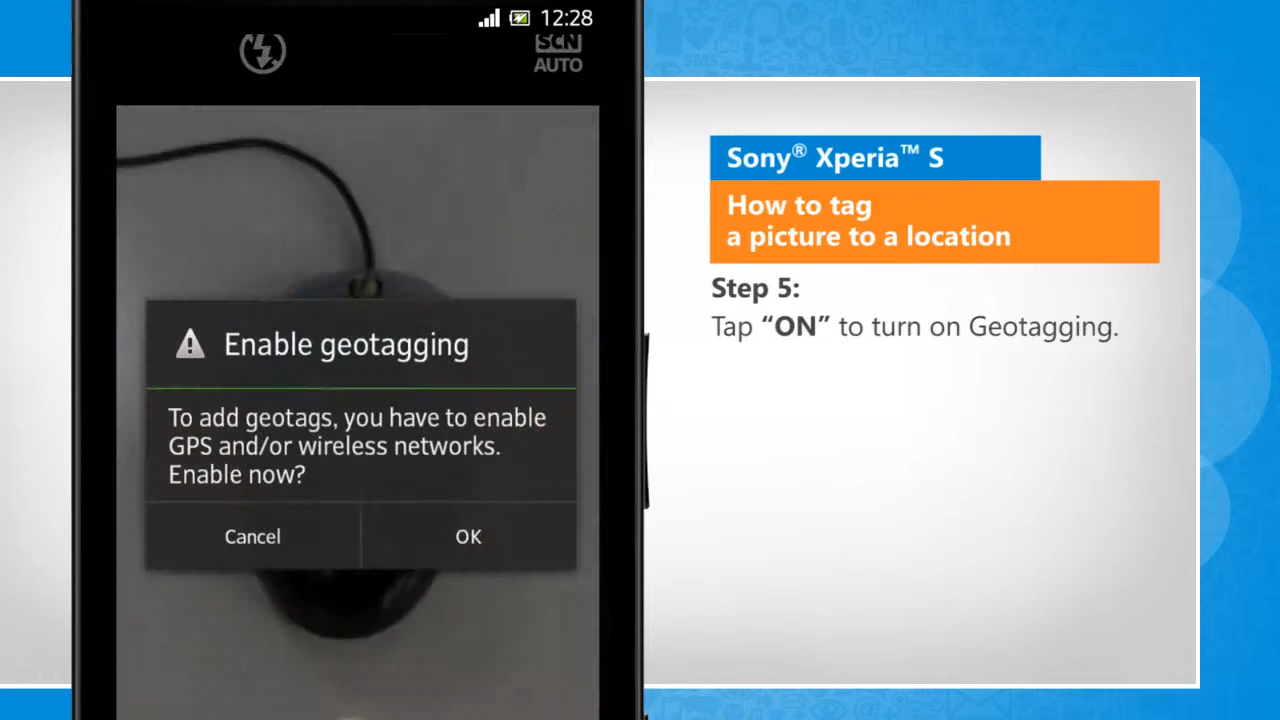 12:28
SCN
AUTO
Enable geotagging
To add geotags, you have to enable
GPS and/or wireless networks.
Enable now?
Cancel
OK
Sony® Xperia™ S
How to tag
a picture to a location
Step 5:
Tap “ON” to turn on Geotagging.